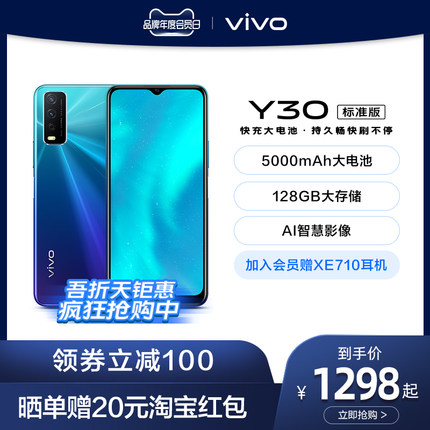 品牌年度会员日
vivo
Y30 标准版
快充大电池·持久畅快刷不停
5000mAh大电池
128GB大存储
AI智慧影像
加入会员赠XE710耳机
vivo
吾折天钜惠
疯狂抢购中
领券立减100
晒单赠20元淘宝红包
到手价
¥1298起
立即抢购 >